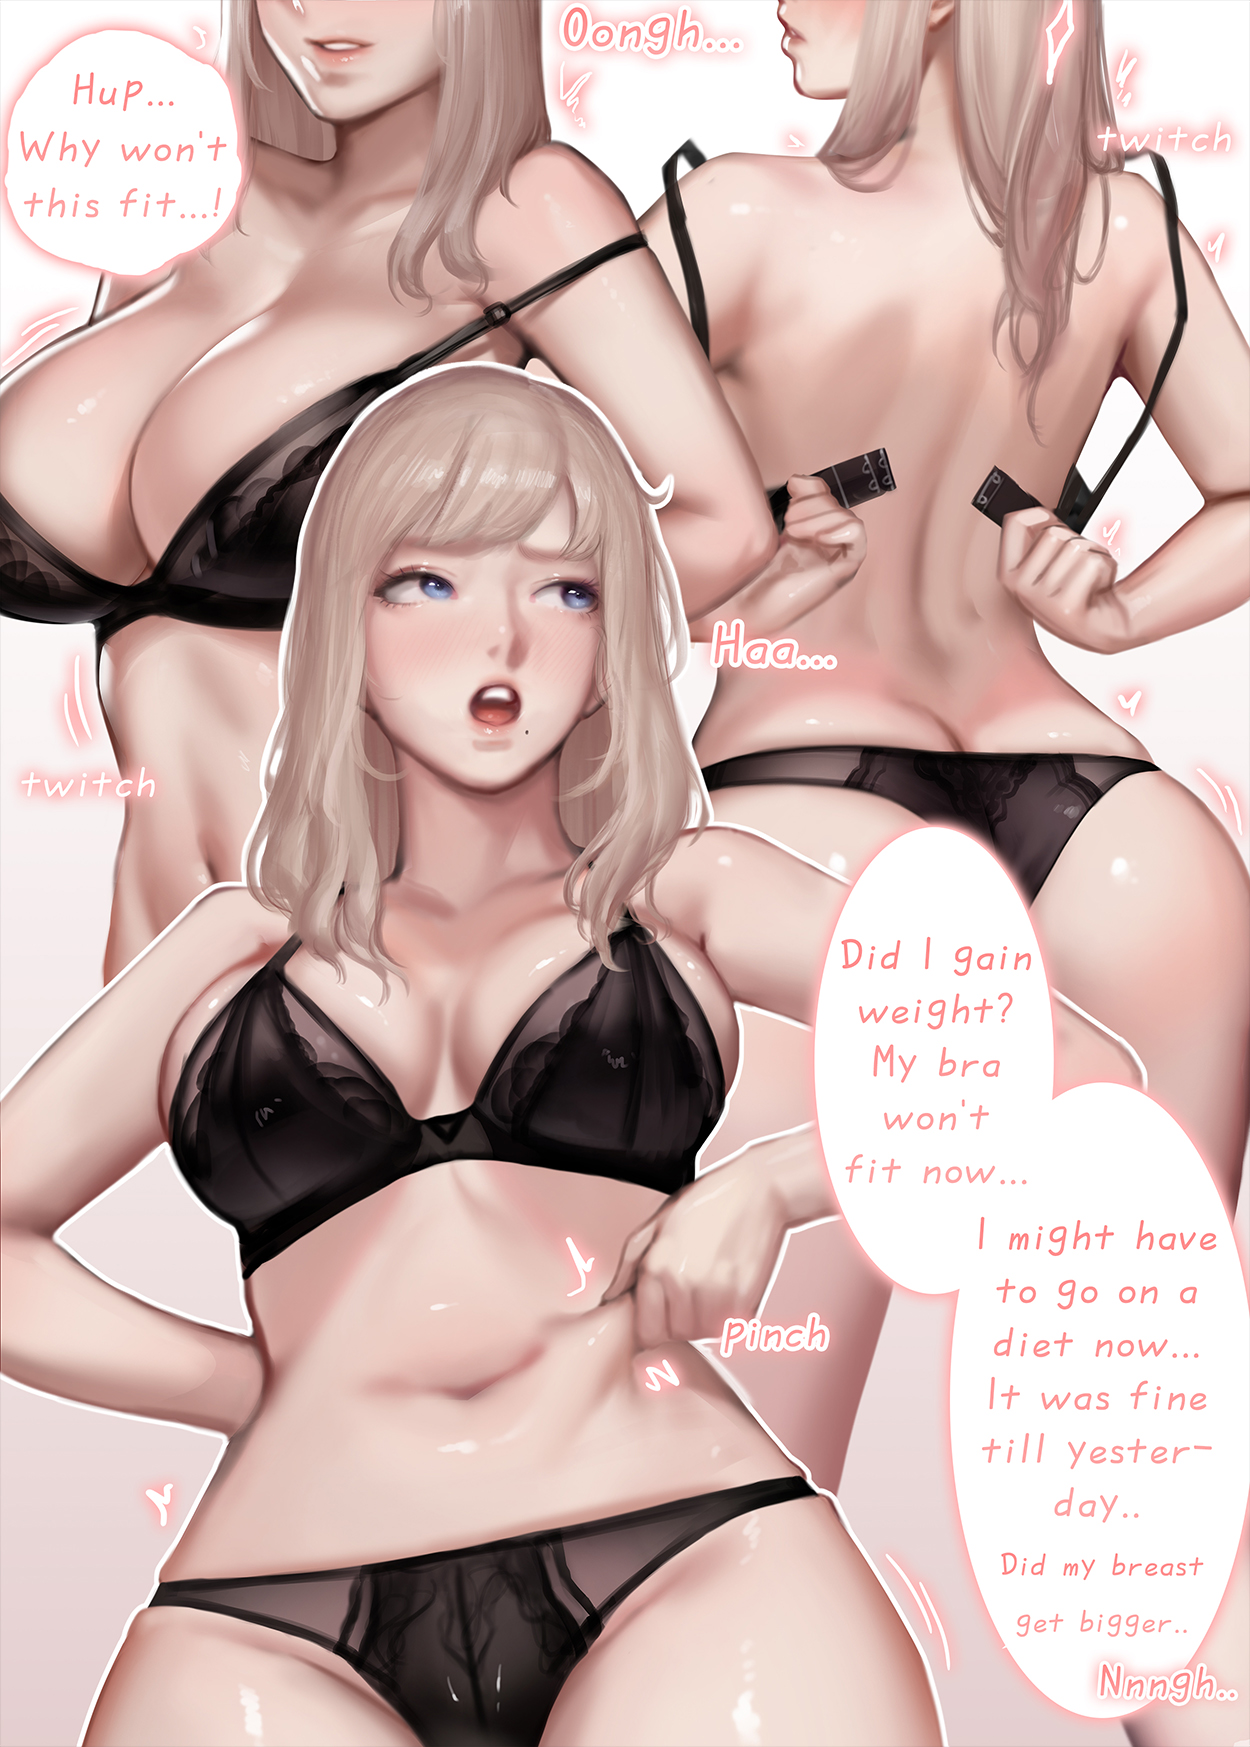 Hup...
Why won't
this fit...!
Oongh...
twitch
Haa...
twitch
Did I gain
weight?
My bra
won't
fit now...
I might have
to go on a
diet now...
It was fine
till yester-
day..
Did my breast
get bigger..
pinch
Nnngh..